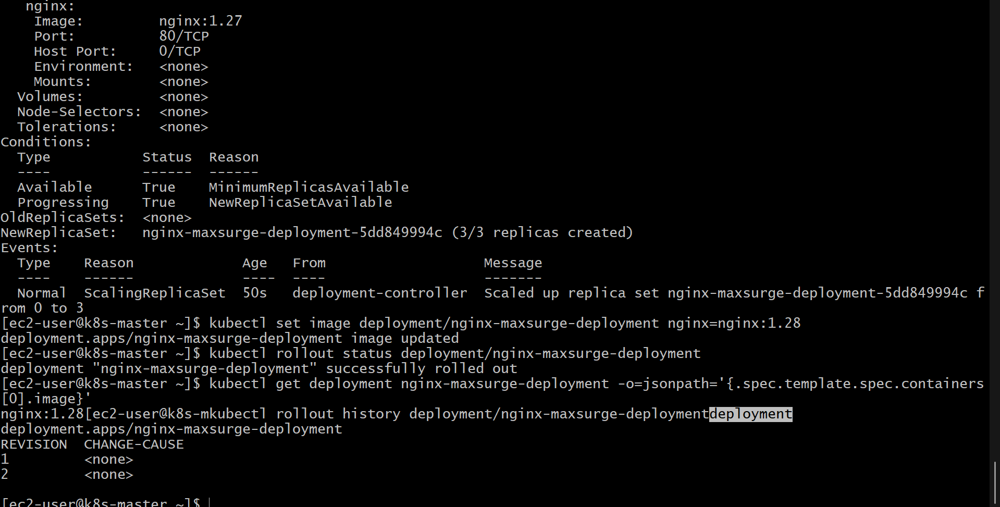 nginx:
Image: nginx:1.27
Port: 80/TCP
Host Port: 0/TCP
Environment: <none>
Mounts: <none>
Volumes: <none>
Node-Selectors: <none>
Tolerations: <none>
Conditions:
Type Status Reason
---- ------ ------
Available True MinimumReplicasAvailable
Progressing True NewReplicaSetAvailable
OldReplicaSets: <none>
NewReplicaSet: nginx-maxsurge-deployment-5dd849994c (3/3 replicas created)
Events:
Type Reason Age From Message
---- ------ ---- ---- -------
Normal ScalingReplicaSet 50s deployment-controller Scaled up replica set nginx-maxsurge-deployment-5dd849994c f
rom 0 to 3
[ec2-user@k8s-master ~]$ kubectl set image deployment/nginx-maxsurge-deployment nginx=nginx:1.28
deployment.apps/nginx-maxsurge-deployment image updated
[ec2-user@k8s-master ~]$ kubectl rollout status deployment/nginx-maxsurge-deployment
deployment "nginx-maxsurge-deployment" successfully rolled out
[ec2-user@k8s-master ~]$ kubectl get deployment nginx-maxsurge-deployment -o=jsonpath='{.spec.template.spec.containers
[0].image}'
nginx:1.28[ec2-user@k8s-mkubectl rollout history deployment/nginx-maxsurge-deploymentdeployment
deployment.apps/nginx-maxsurge-deployment
REVISION CHANGE-CAUSE
1 <none>
2 <none>
[ec2-user@k8s-master ~]$